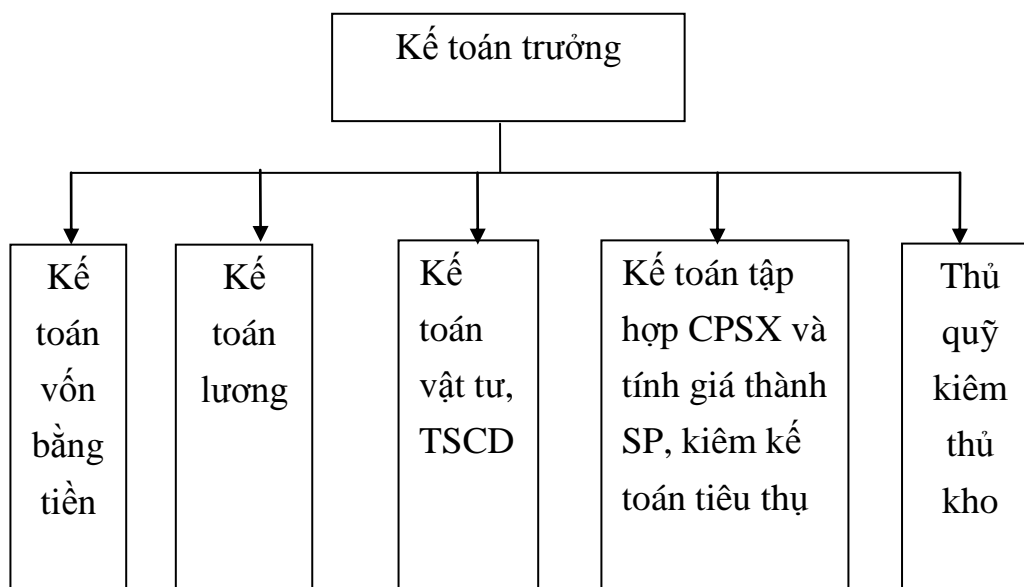 Kế toán trưởng
Kế
toán
vốn
bằng
tiền
Kế
toán
lương
Kế
toán
vật tư,
TSCD
Kế toán tập
hợp CPSX và
tính giá thành
SP, kiêm kế
toán tiêu thụ
Thủ
quỹ
kiêm
thủ
kho